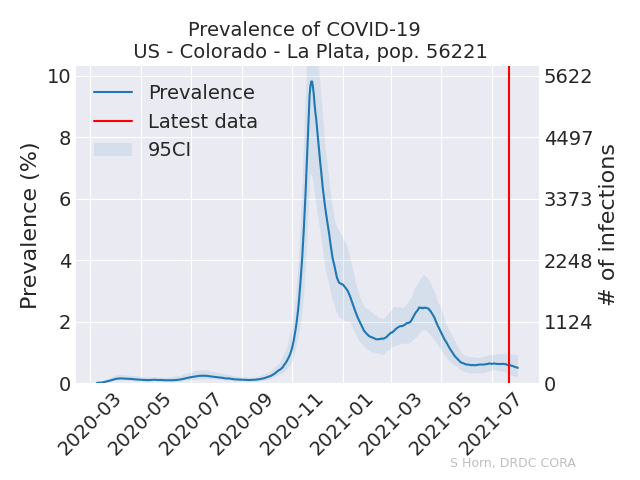 Prevalence of COVID-19
US - Colorado - La Plata, pop. 56221
Prevalence
Latest data
95CI
Prevalence (%)
10
8
6
4
2
0
5622
4497
3373
2248
1124
0
# of infections
2020-03
2020-05
2020-07
2020-09
2020-11
2021-01
2021-03
2021-05
2021-07
S Horn, DRDC CORA